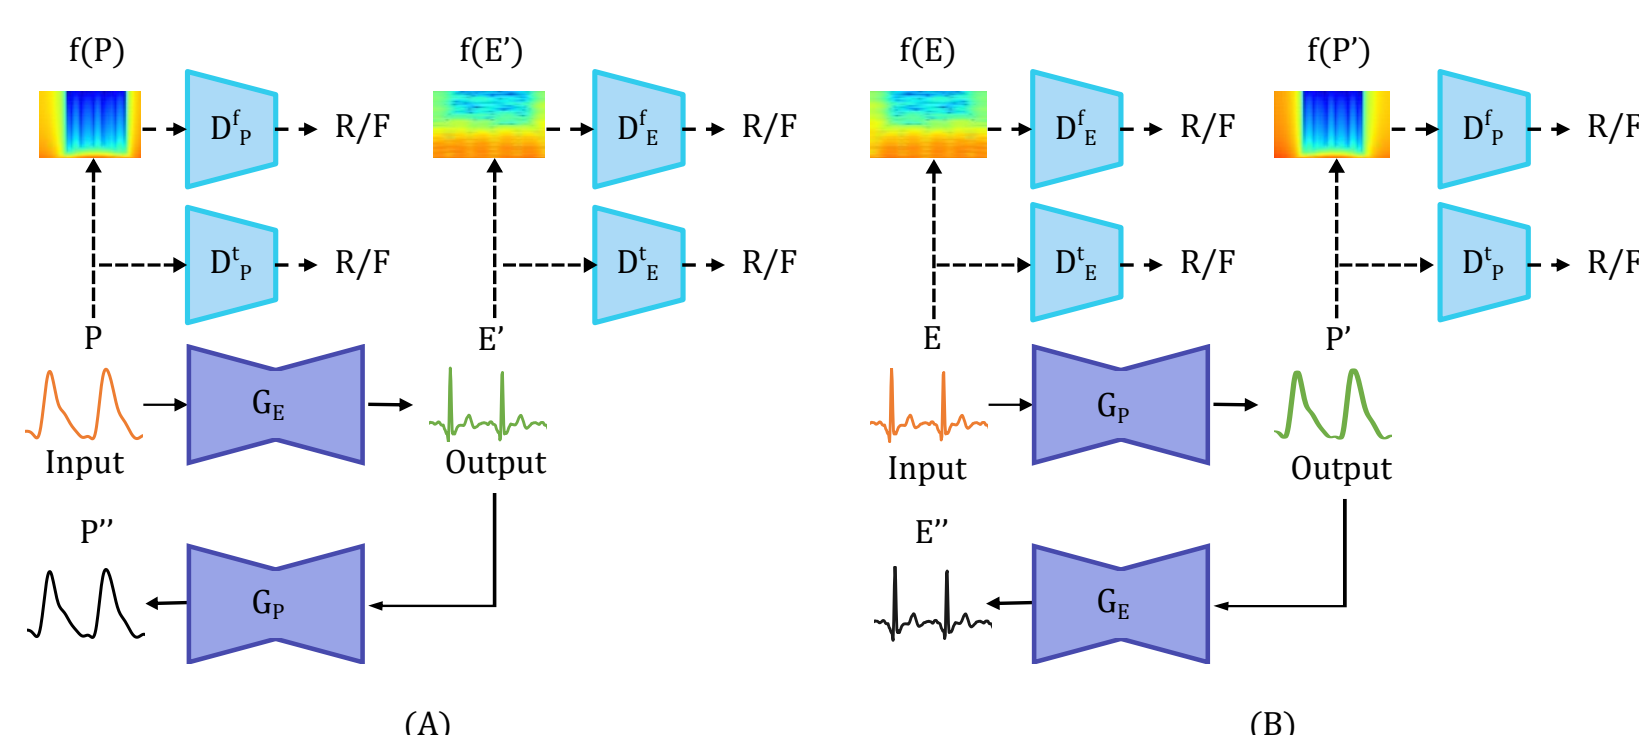 f(P) f(E’) f(E) f(P’)
D^f_P R/F D^f_E R/F D^f_E R/F D^f_P R/F
D^t_P R/F D^t_E R/F D^t_E R/F D^t_P R/F
P E’ E P’
G_E G_P
Input Output Input Output
P’’ E’’
G_P G_E
(A) (B)